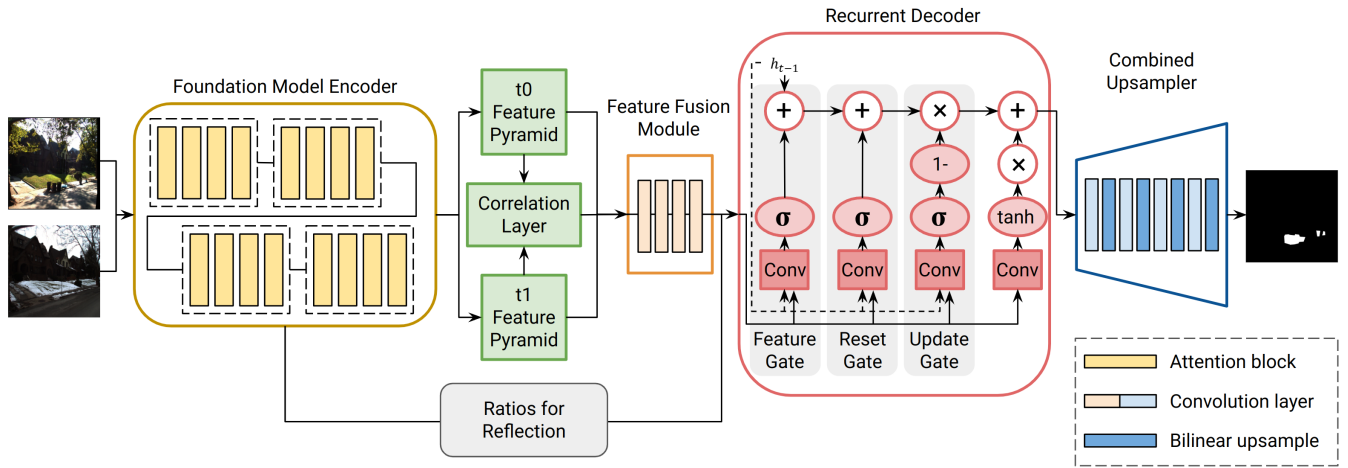 Recurrent Decoder
Foundation Model Encoder
t0
Feature
Pyramid
Correlation
Layer
t1
Feature
Pyramid
Feature Fusion
Module
Ratios for
Reflection
h_{t-1}
+
+
×
+
1-
×
σ
σ
σ
tanh
Conv
Conv
Conv
Conv
Feature
Gate
Reset
Gate
Update
Gate
Combined
Upsampler
Attention block
Convolution layer
Bilinear upsample